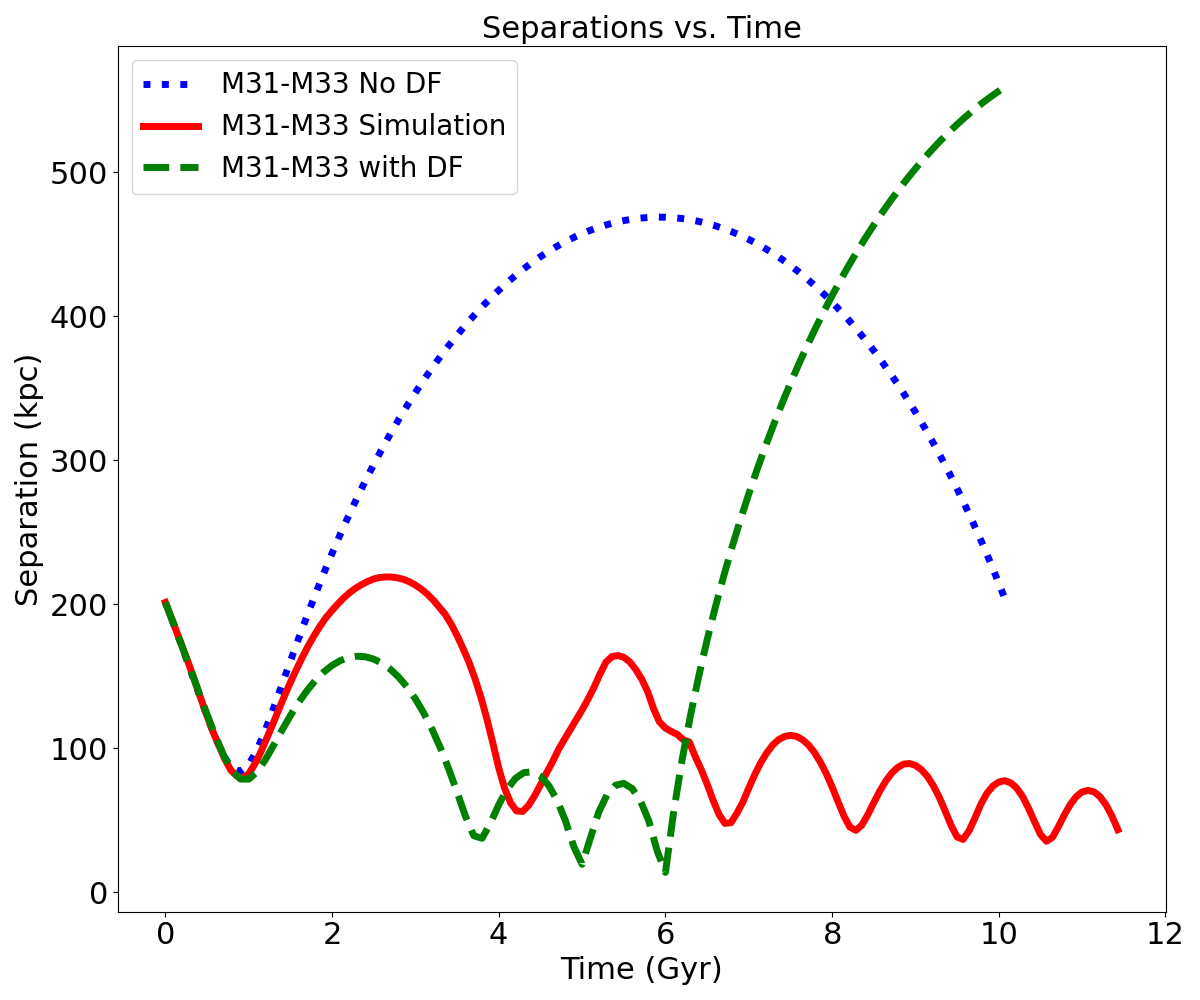 Separations vs. Time
M31-M33 No DF
M31-M33 Simulation
M31-M33 with DF
Separation (kpc)
500
400
300
200
100
0
0 2 4 6 8 10 12
Time (Gyr)